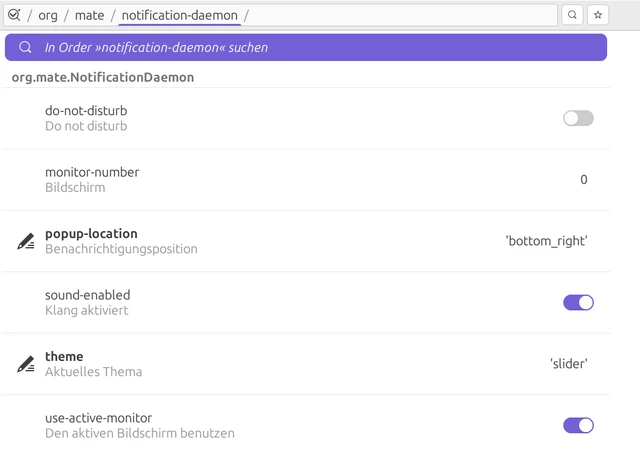 / org / mate / notification-daemon /
In Order »notification-daemon« suchen
org.mate.NotificationDaemon
do-not-disturb
Do not disturb
monitor-number
0
Bildschirm
popup-location
'bottom_right'
Benachrichtigungsposition
sound-enabled
Klang aktiviert
theme
'slider'
Aktuelles Thema
use-active-monitor
Den aktiven Bildschirm benutzen